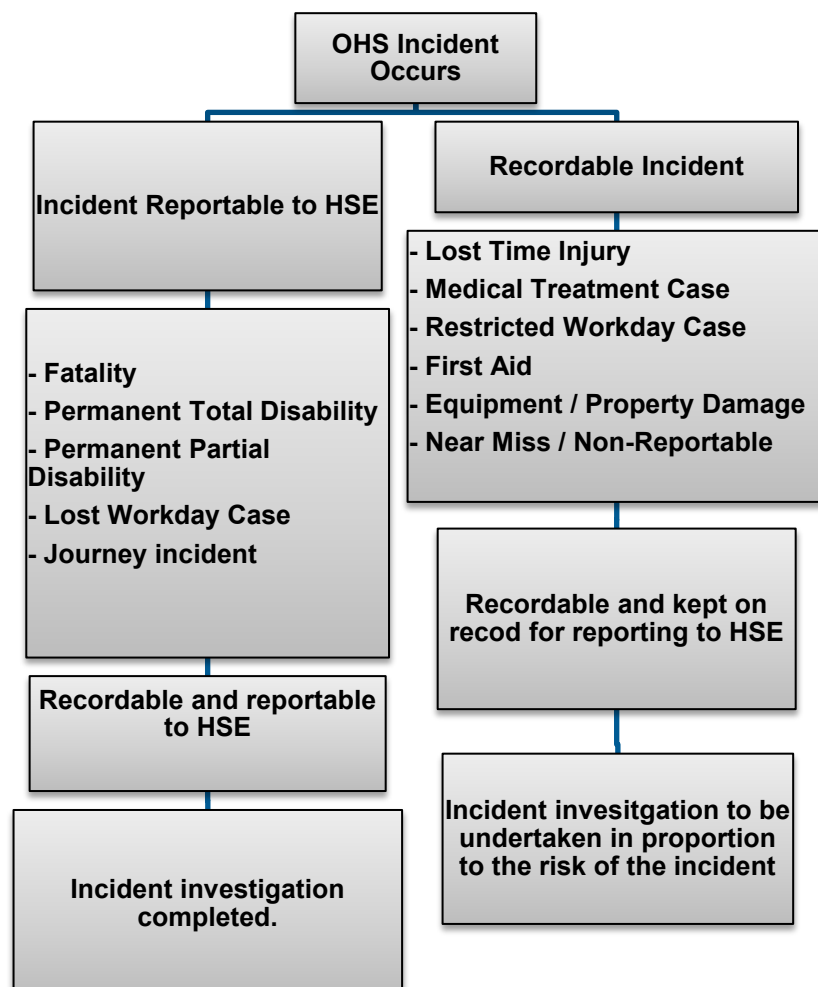 OHS Incident
Occurs
Incident Reportable to HSE
- Fatality
- Permanent Total Disability
- Permanent Partial
Disability
- Lost Workday Case
- Journey incident
Recordable and reportable
to HSE
Incident investigation
completed.
Recordable Incident
- Lost Time Injury
- Medical Treatment Case
- Restricted Workday Case
- First Aid
- Equipment / Property Damage
- Near Miss / Non-Reportable
Recordable and kept on
recod for reporting to HSE
Incident invesitgation to be
undertaken in proportion
to the risk of the incident